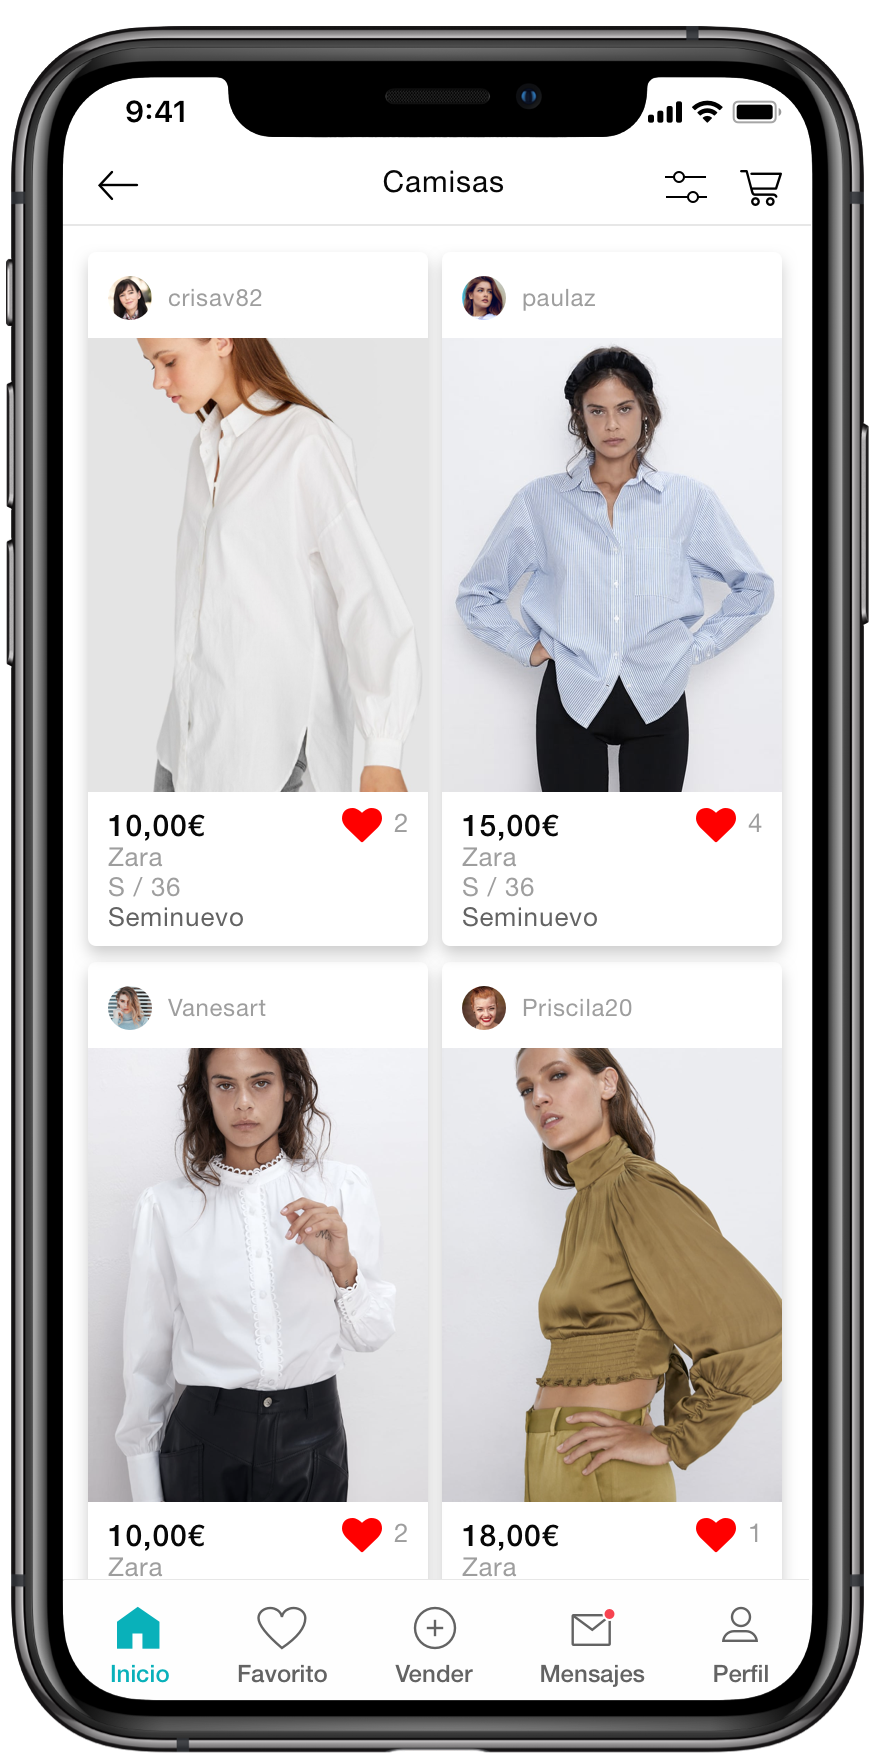 9:41
Camisas
crisav82
paulaz
10,00€ 2
Zara
S / 36
Seminuevo
15,00€ 4
Zara
S / 36
Seminuevo
Vanesart
Priscila20
10,00€ 2
Zara
18,00€ 1
Zara
Inicio
Favorito
Vender
Mensajes
Perfil